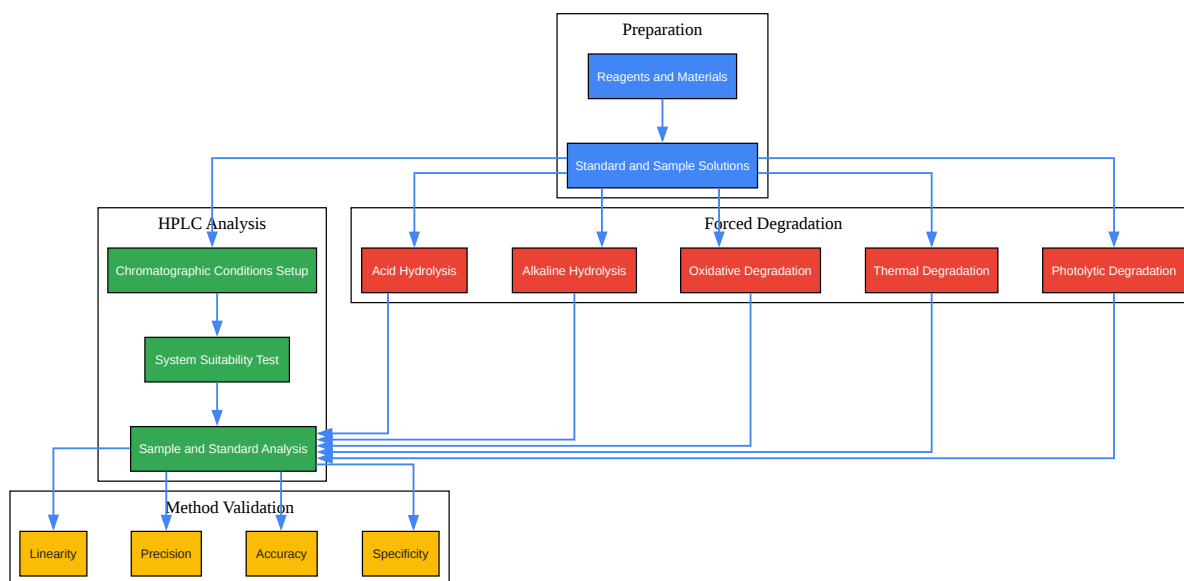 Preparation
Reagents and Materials
Standard and Sample Solutions
HPLC Analysis
Forced Degradation
Chromatographic Conditions Setup
Acid Hydrolysis
Alkaline Hydrolysis
Oxidative Degradation
Thermal Degradation
Photolytic Degradation
System Suitability Test
Sample and Standard Analysis
Method Validation
Linearity
Precision
Accuracy
Specificity